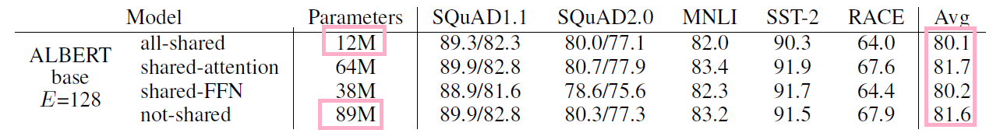 Model Parameters SQuAD1.1 SQuAD2.0 MNLI SST-2 RACE Avg
ALBERT base E=128
all-shared 12M 89.3/82.3 80.0/77.1 82.0 90.3 64.0 80.1
shared-attention 64M 89.9/82.8 80.7/77.9 83.4 91.9 67.6 81.7
shared-FFN 38M 88.9/81.6 78.6/75.6 82.3 91.7 64.4 80.2
not-shared 89M 89.9/82.8 80.3/77.3 83.2 91.5 67.9 81.6